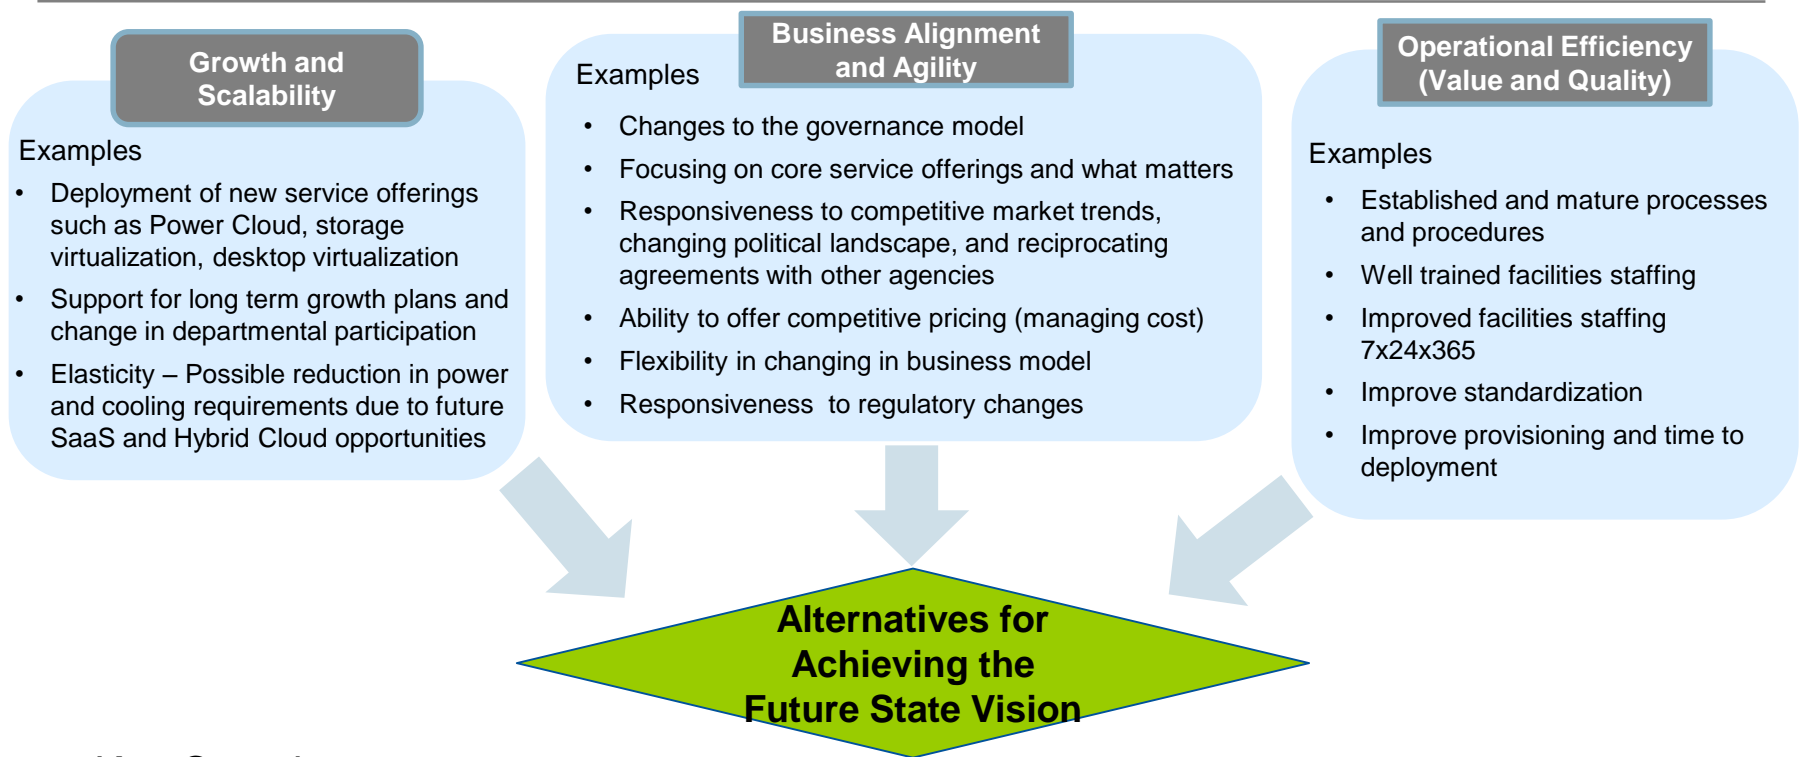 Growth and
Scalability
Examples
• Deployment of new service offerings
such as Power Cloud, storage
virtualization, desktop virtualization
• Support for long term growth plans and
change in departmental participation
• Elasticity – Possible reduction in power
and cooling requirements due to future
SaaS and Hybrid Cloud opportunities
Business Alignment
and Agility
Examples
• Changes to the governance model
• Focusing on core service offerings and what matters
• Responsiveness to competitive market trends,
changing political landscape, and reciprocating
agreements with other agencies
• Ability to offer competitive pricing (managing cost)
• Flexibility in changing in business model
• Responsiveness  to regulatory changes
Operational Efficiency
(Value and Quality)
Examples
• Established and mature processes
and procedures
• Well trained facilities staffing
• Improved facilities staffing
7x24x365
• Improve standardization
• Improve provisioning and time to
deployment
Alternatives for
Achieving the
Future State Vision